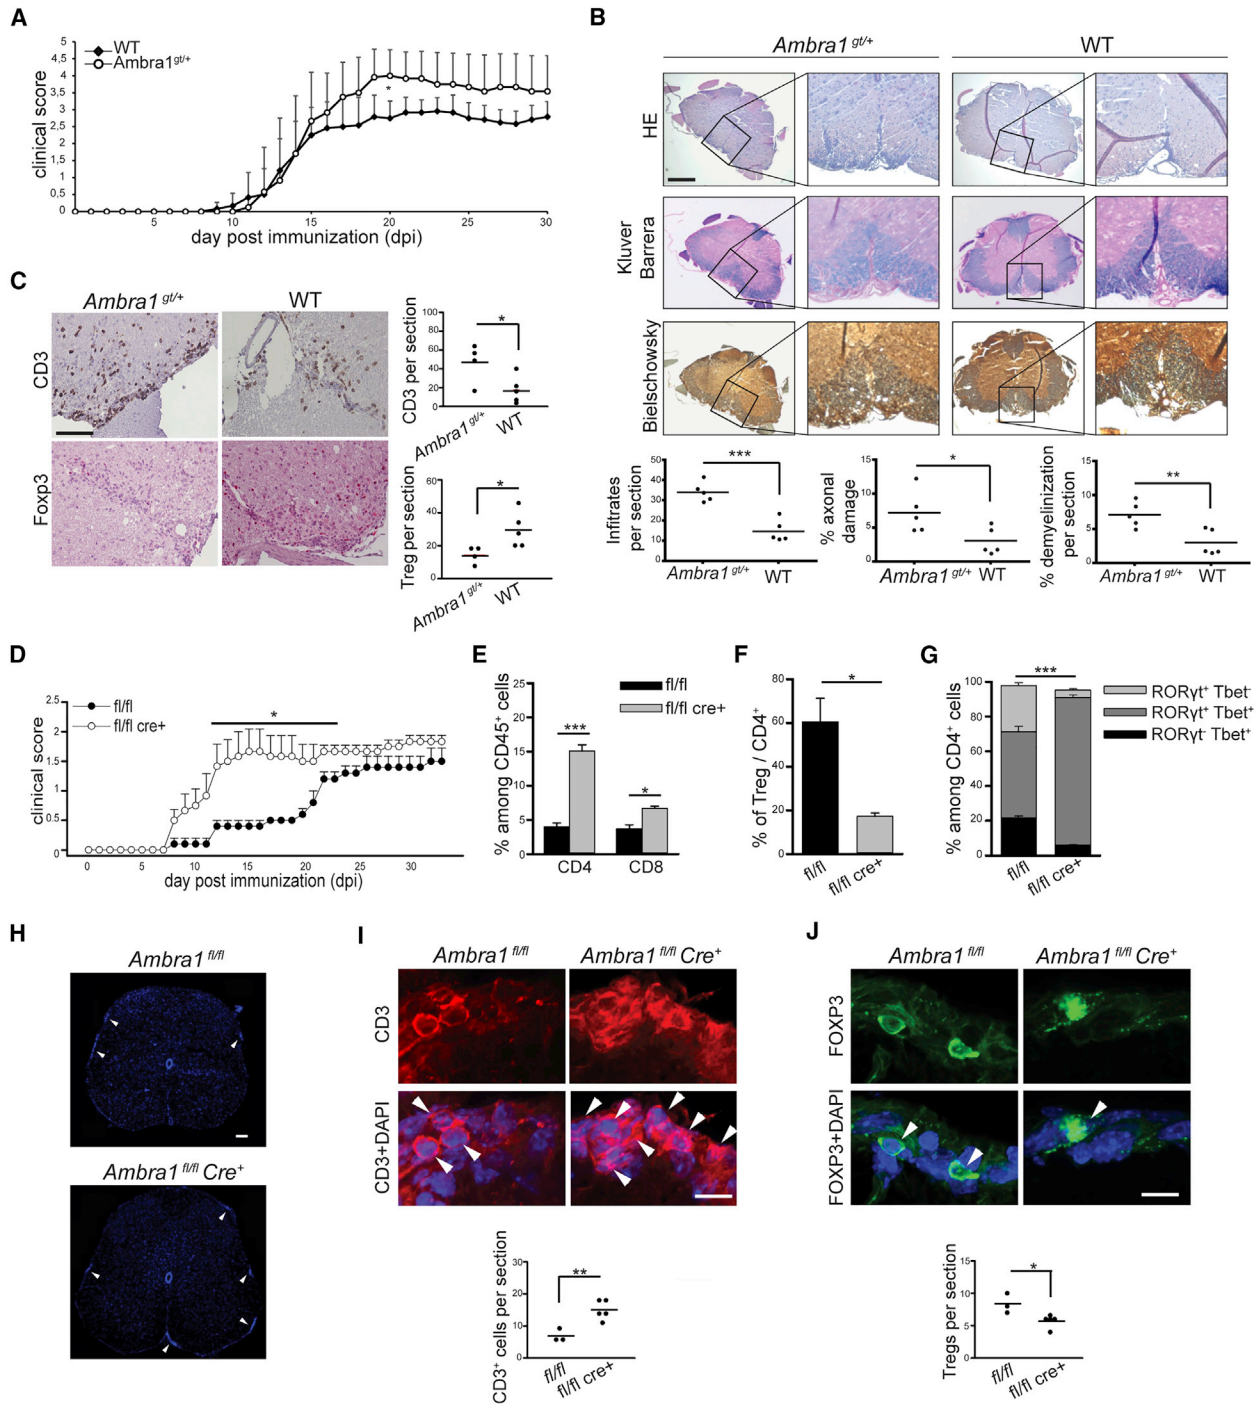 A
5
4,5
4
3,5
3
2,5
2
1,5
1
0,5
0
clinical score
WT
Ambra1gt/+
*
5 10 15 20 25 30
day post immunization (dpi)
B
Ambra1 gt/+ WT
HE
Kluver
Barrera
Bielschowsky
50
40
30
20
10
0
Infitrates
per section
***
Ambra1 gt/+ WT
15
10
5
0
% axonal
damage
*
Ambra1 gt/+ WT
15
10
5
0
% demyelinization
per section
**
Ambra1 gt/+ WT
C
Ambra1 gt/+ WT
CD3
Foxp3
100
80
60
40
20
0
CD3 per section
*
Ambra1 gt/+ WT
60
40
20
0
Treg per section
*
Ambra1 gt/+ WT
D
2.5
2
1.5
1
0.5
0
clinical score
fl/fl
fl/fl cre+
*
0 5 10 15 20 25 30
day post immunization (dpi)
E
25
20
15
10
5
0
% among CD45+ cells
fl/fl
fl/fl cre+
***
*
CD4 CD8
F
80
60
40
20
0
% of Treg / CD4+
*
fl/fl fl/fl cre+
G
100
80
60
40
20
0
% among CD4+ cells
***
RORγt+ Tbet-
RORγt+ Tbet+
RORγt- Tbet+
fl/fl fl/fl cre+
H
Ambra1 fl/fl
Ambra1 fl/fl Cre+
I
Ambra1 fl/fl Ambra1 fl/fl Cre+
CD3
CD3+DAPI
30
20
10
0
CD3+ cells per section
**
fl/fl fl/fl cre+
J
Ambra1 fl/fl Ambra1 fl/fl Cre+
FOXP3
FOXP3+DAPI
15
10
5
0
Tregs per section
*
fl/fl fl/fl cre+